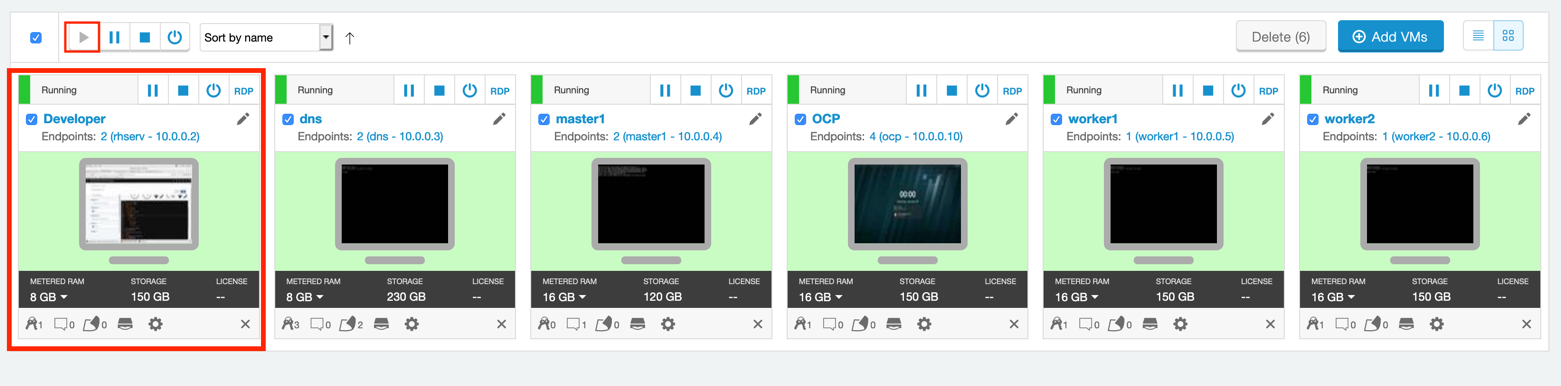 Sort by name
Delete (6)
Add VMs
Running
RDP
Developer
Endpoints: 2 (rhserv - 10.0.0.2)
METERED RAM STORAGE LICENSE
8 GB 150 GB --
1 0 0
Running
RDP
dns
Endpoints: 2 (dns - 10.0.0.3)
METERED RAM STORAGE LICENSE
8 GB 230 GB --
3 0 2
Running
RDP
master1
Endpoints: 2 (master1 - 10.0.0.4)
METERED RAM STORAGE LICENSE
16 GB 120 GB --
0 1 0
Running
RDP
OCP
Endpoints: 4 (ocp - 10.0.0.10)
00:00
METERED RAM STORAGE LICENSE
16 GB 150 GB --
1 0 0
Running
RDP
worker1
Endpoints: 1 (worker1 - 10.0.0.5)
METERED RAM STORAGE LICENSE
16 GB 150 GB --
1 0 0
Running
RDP
worker2
Endpoints: 1 (worker2 - 10.0.0.6)
METERED RAM STORAGE LICENSE
16 GB 150 GB --
1 0 0